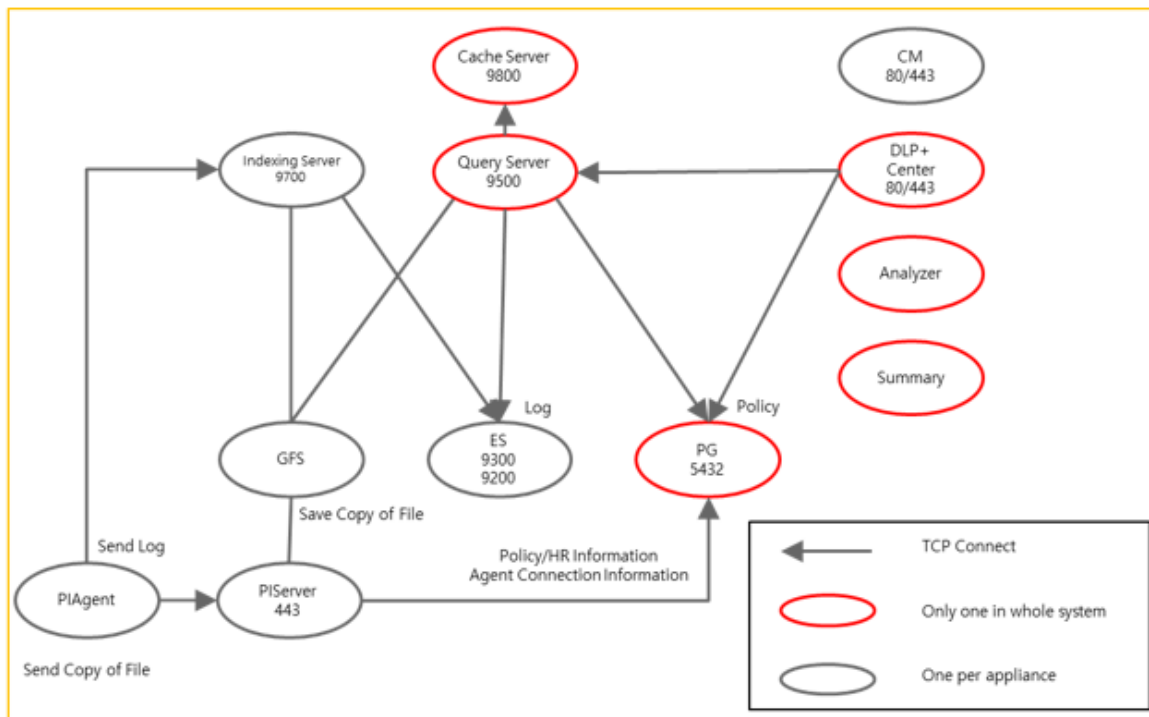 Cache Server
9800
CM
80/443
Indexing Server
9700
Query Server
9500
DLP+
Center
80/443
Analyzer
Summary
Log
Policy
GFS
ES
9300
9200
PG
5432
Save Copy of File
Send Log
Policy/HR Information
Agent Connection Information
PIAgent
PIServer
443
Send Copy of File
TCP Connect
Only one in whole system
One per appliance